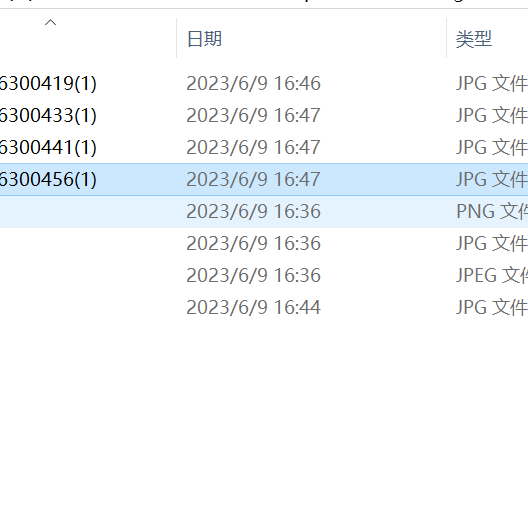 日期 类型
6300419(1) 2023/6/9 16:46 JPG 文件
6300433(1) 2023/6/9 16:47 JPG 文件
6300441(1) 2023/6/9 16:47 JPG 文件
6300456(1) 2023/6/9 16:47 JPG 文件
2023/6/9 16:36 PNG 文件
2023/6/9 16:36 JPG 文件
2023/6/9 16:36 JPEG 文件
2023/6/9 16:44 JPG 文件